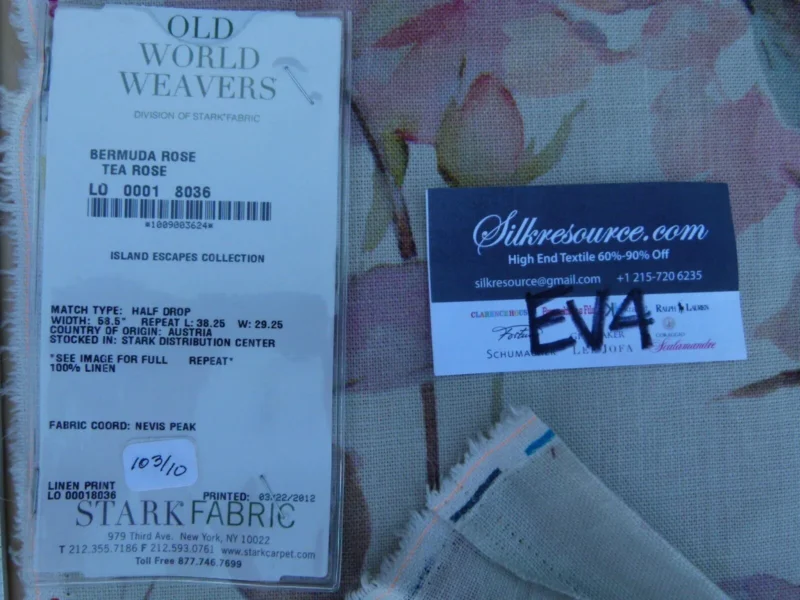 OLD
WORLD
WEAVERS
DIVISION OF STARK FABRIC
BERMUDA ROSE
TEA ROSE
LO 0001 8036
*1009003624*
ISLAND ESCAPES COLLECTION
MATCH TYPE: HALF DROP
WIDTH: 58.5" REPEAT L: 38.25 W: 29.25
COUNTRY OF ORIGIN: AUSTRIA
STOCKED IN: STARK DISTRIBUTION CENTER
*SEE IMAGE FOR FULL REPEAT*
100% LINEN
FABRIC COORD: NEVIS PEAK
103/10
LINEN PRINT
LO 00018036 PRINTED: 03/22/2012
STARK FABRIC
979 Third Ave. New York, NY 10022
T 212.355.7186 F 212.593.0761 www.starkcarpet.com
Toll Free 877.746.7699
Silkresource.com
High End Textile 60%-90% Off
silkresource@gmail.com +1 215-720 6235
CLARENCE HOUSE RALPH LAUREN
EV4
SCHUMACHER LEE JOFA Scalamandre